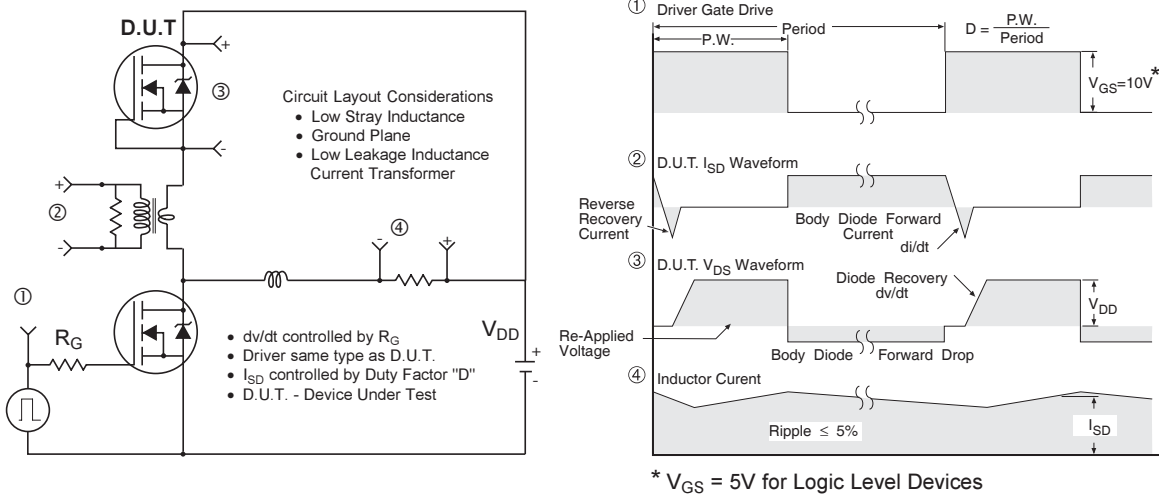 D.U.T
+
③
-
Circuit Layout Considerations
• Low Stray Inductance
• Ground Plane
• Low Leakage Inductance
Current Transformer
+
②
-
④
-
+
①
R_G
V_DD
+
-
• dv/dt controlled by R_G
• Driver same type as D.U.T.
• I_SD controlled by Duty Factor "D"
• D.U.T. - Device Under Test
① Driver Gate Drive
P.W.
Period
D = P.W. / Period
V_GS=10V*
② D.U.T. I_SD Waveform
Reverse
Recovery
Current
Body Diode Forward
Current
di/dt
③ D.U.T. V_DS Waveform
Diode Recovery
dv/dt
V_DD
Re-Applied
Voltage
Body Diode Forward Drop
④ Inductor Curent
Ripple ≤ 5%
I_SD
* V_GS = 5V for Logic Level Devices